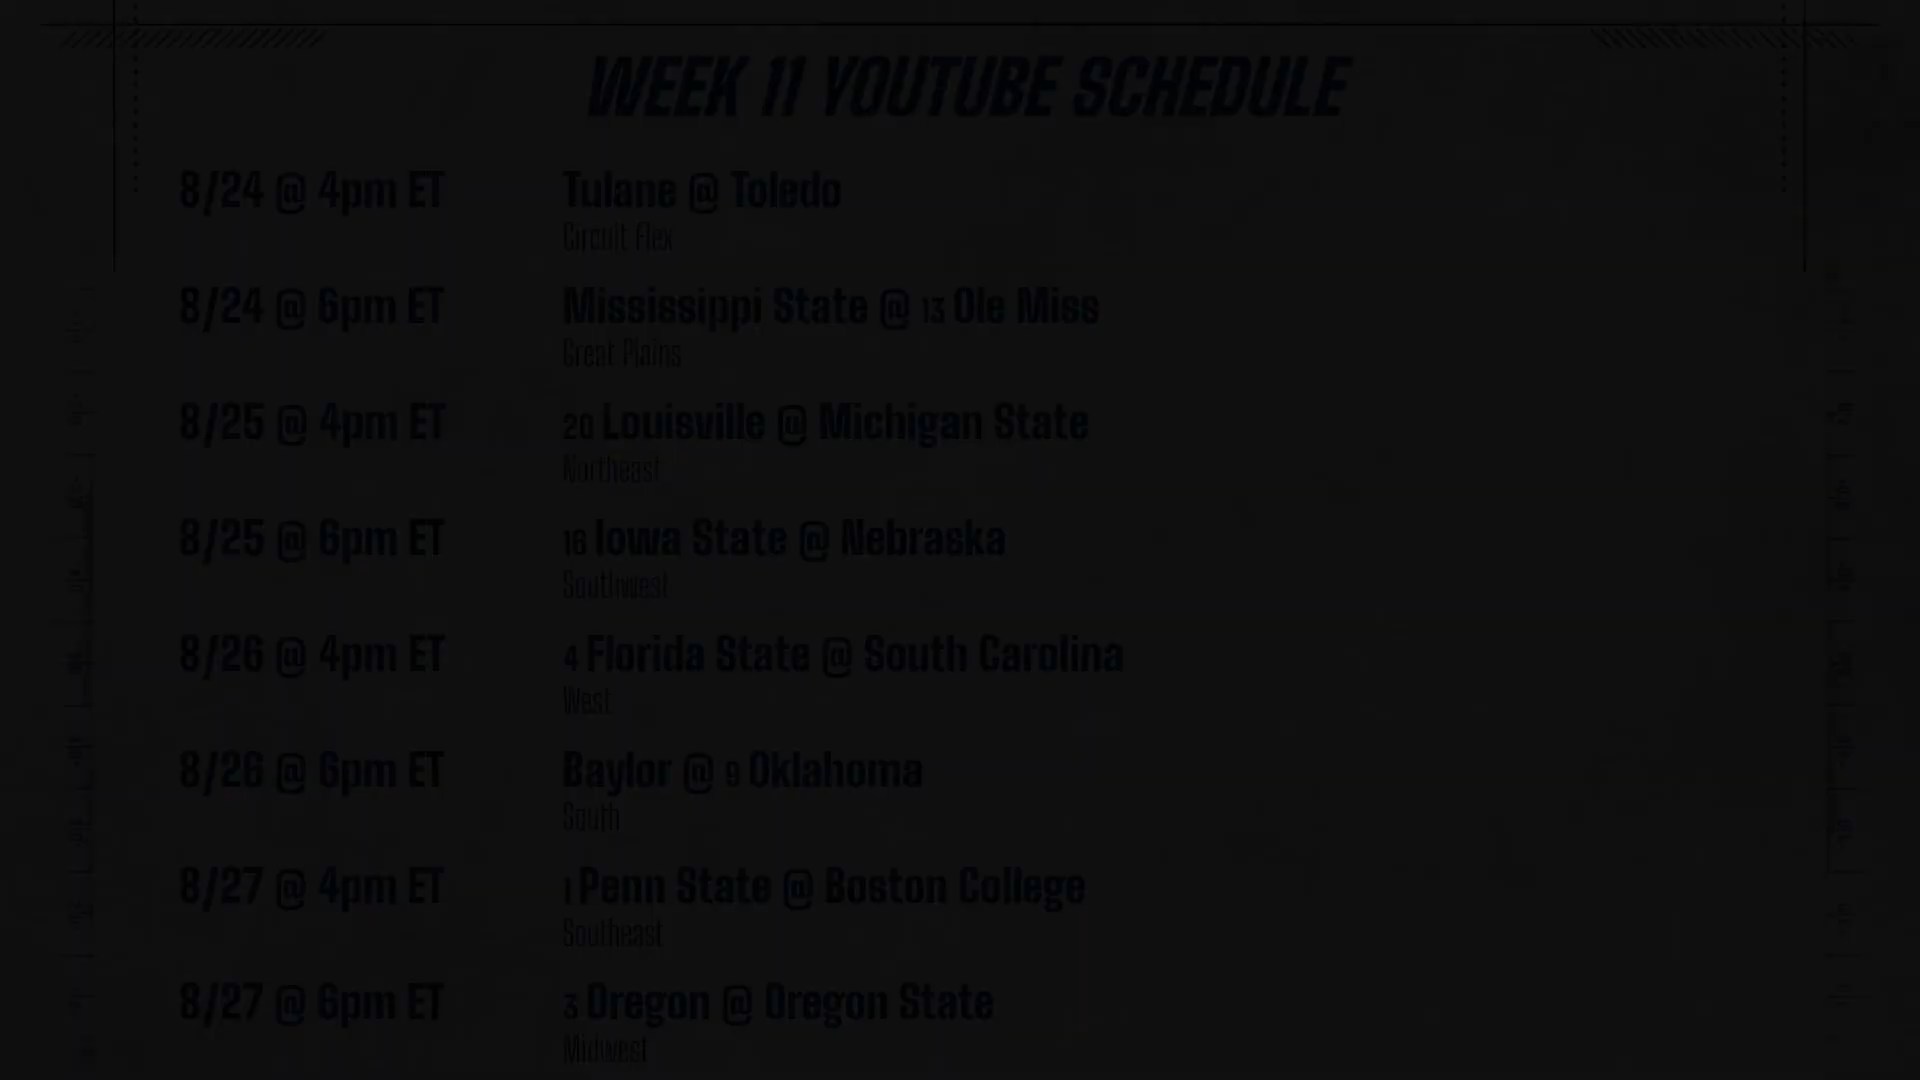 WEEK 11 YOUTUBE SCHEDULE
8/24 @ 4pm ET Tulane @ Toledo
Circuit Flex
8/24 @ 6pm ET Mississippi State @ 13 Ole Miss
Great Plains
8/25 @ 4pm ET 20 Louisville @ Michigan State
Northeast
8/25 @ 6pm ET 16 Iowa State @ Nebraska
Southwest
8/26 @ 4pm ET 4 Florida State @ South Carolina
West
8/26 @ 6pm ET Baylor @ 9 Oklahoma
South
8/27 @ 4pm ET 1 Penn State @ Boston College
Southeast
8/27 @ 6pm ET 3 Oregon @ Oregon State
Midwest